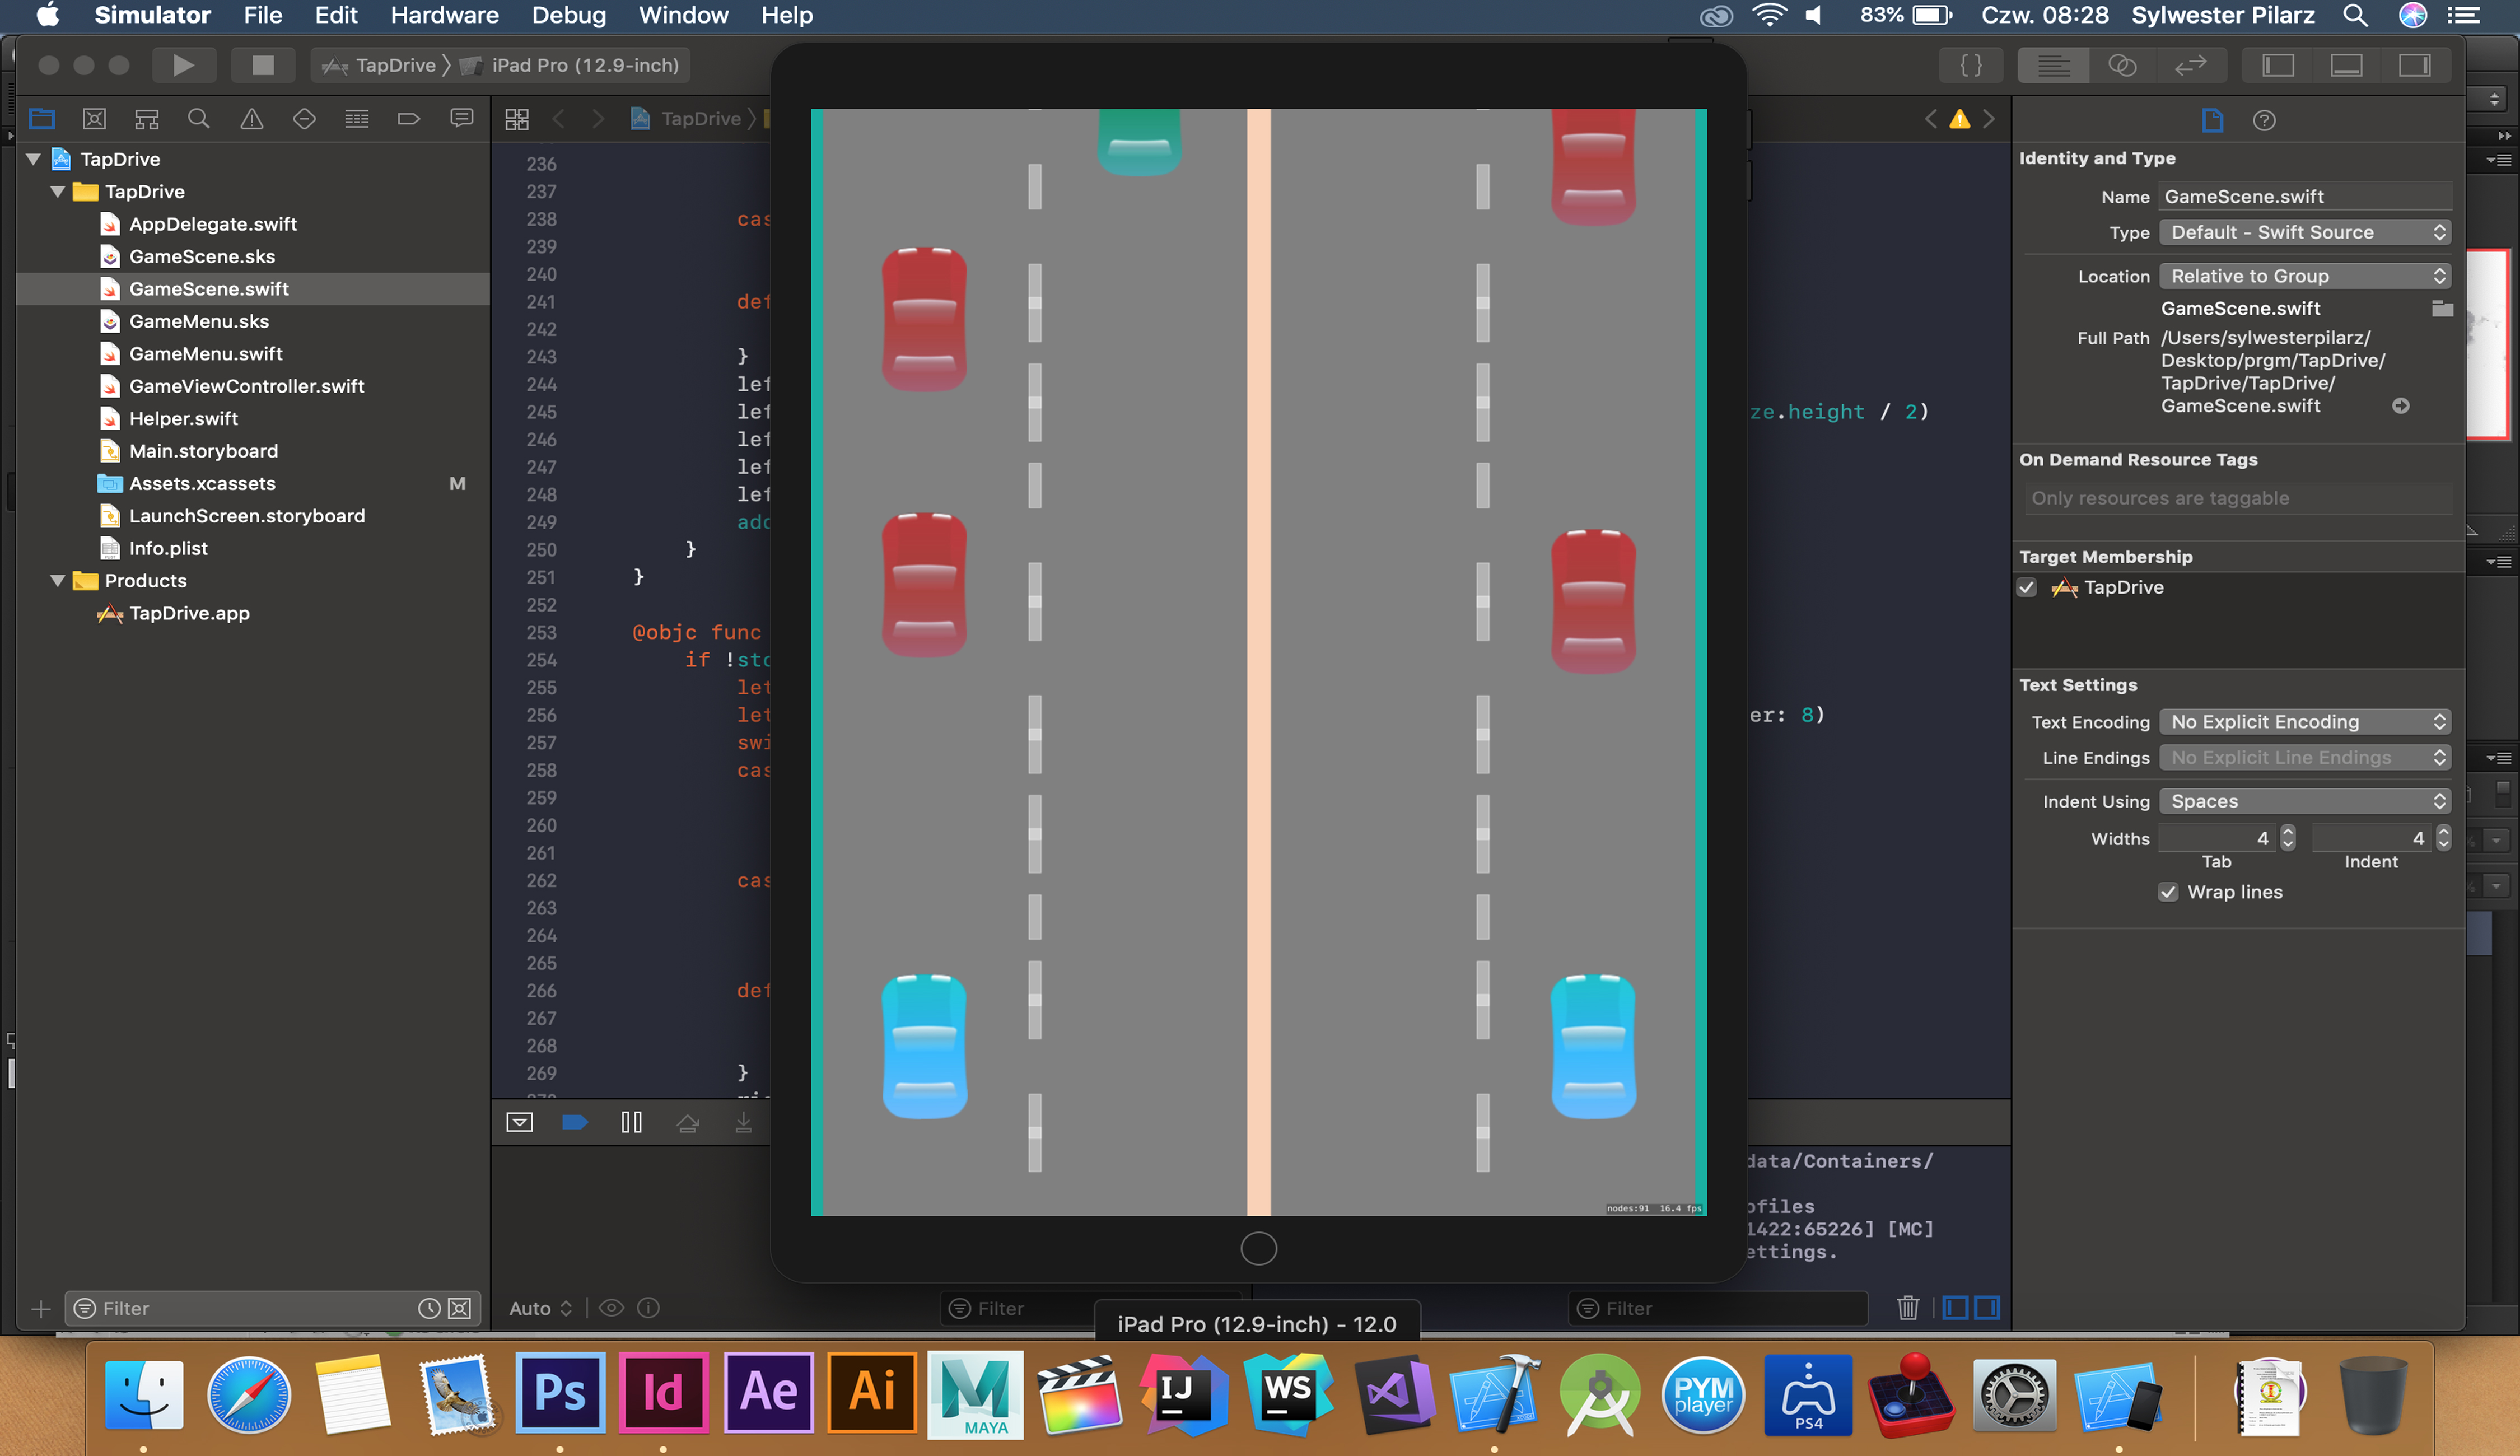 Simulator File Edit Hardware Debug Window Help
83% Czw. 08:28 Sylwester Pilarz
TapDrive iPad Pro (12.9-inch)
TapDrive
TapDrive
TapDrive
AppDelegate.swift
GameScene.sks
GameScene.swift
GameMenu.sks
GameMenu.swift
GameViewController.swift
Helper.swift
Main.storyboard
Assets.xcassets M
LaunchScreen.storyboard
Info.plist
Products
TapDrive.app
Filter
236
237
238 cas
239
240
241 def
242
243 }
244 lef
245 lef ze.height / 2)
246 lef
247 lef
248 lef
249 add
250 }
251 }
252
253 @objc func
254 if !sto
255 let
256 let er: 8)
257 swi
258 cas
259
260
261
262 cas
263
264
265
266 def
267
268
269 }
nodes:91 16.4 fps
data/Containers/
ofiles
1422:65226] [MC]
ettings.
Auto
Filter
Filter
iPad Pro (12.9-inch) - 12.0
Identity and Type
Name GameScene.swift
Type Default - Swift Source
Location Relative to Group
GameScene.swift
Full Path /Users/sylwesterpilarz/
Desktop/prgm/TapDrive/
TapDrive/TapDrive/
GameScene.swift
On Demand Resource Tags
Only resources are taggable
Target Membership
TapDrive
Text Settings
Text Encoding No Explicit Encoding
Line Endings No Explicit Line Endings
Indent Using Spaces
Widths 4 4
Tab Indent
Wrap lines
Ps Id Ae Ai MAYA IJ WS PYM player PS4